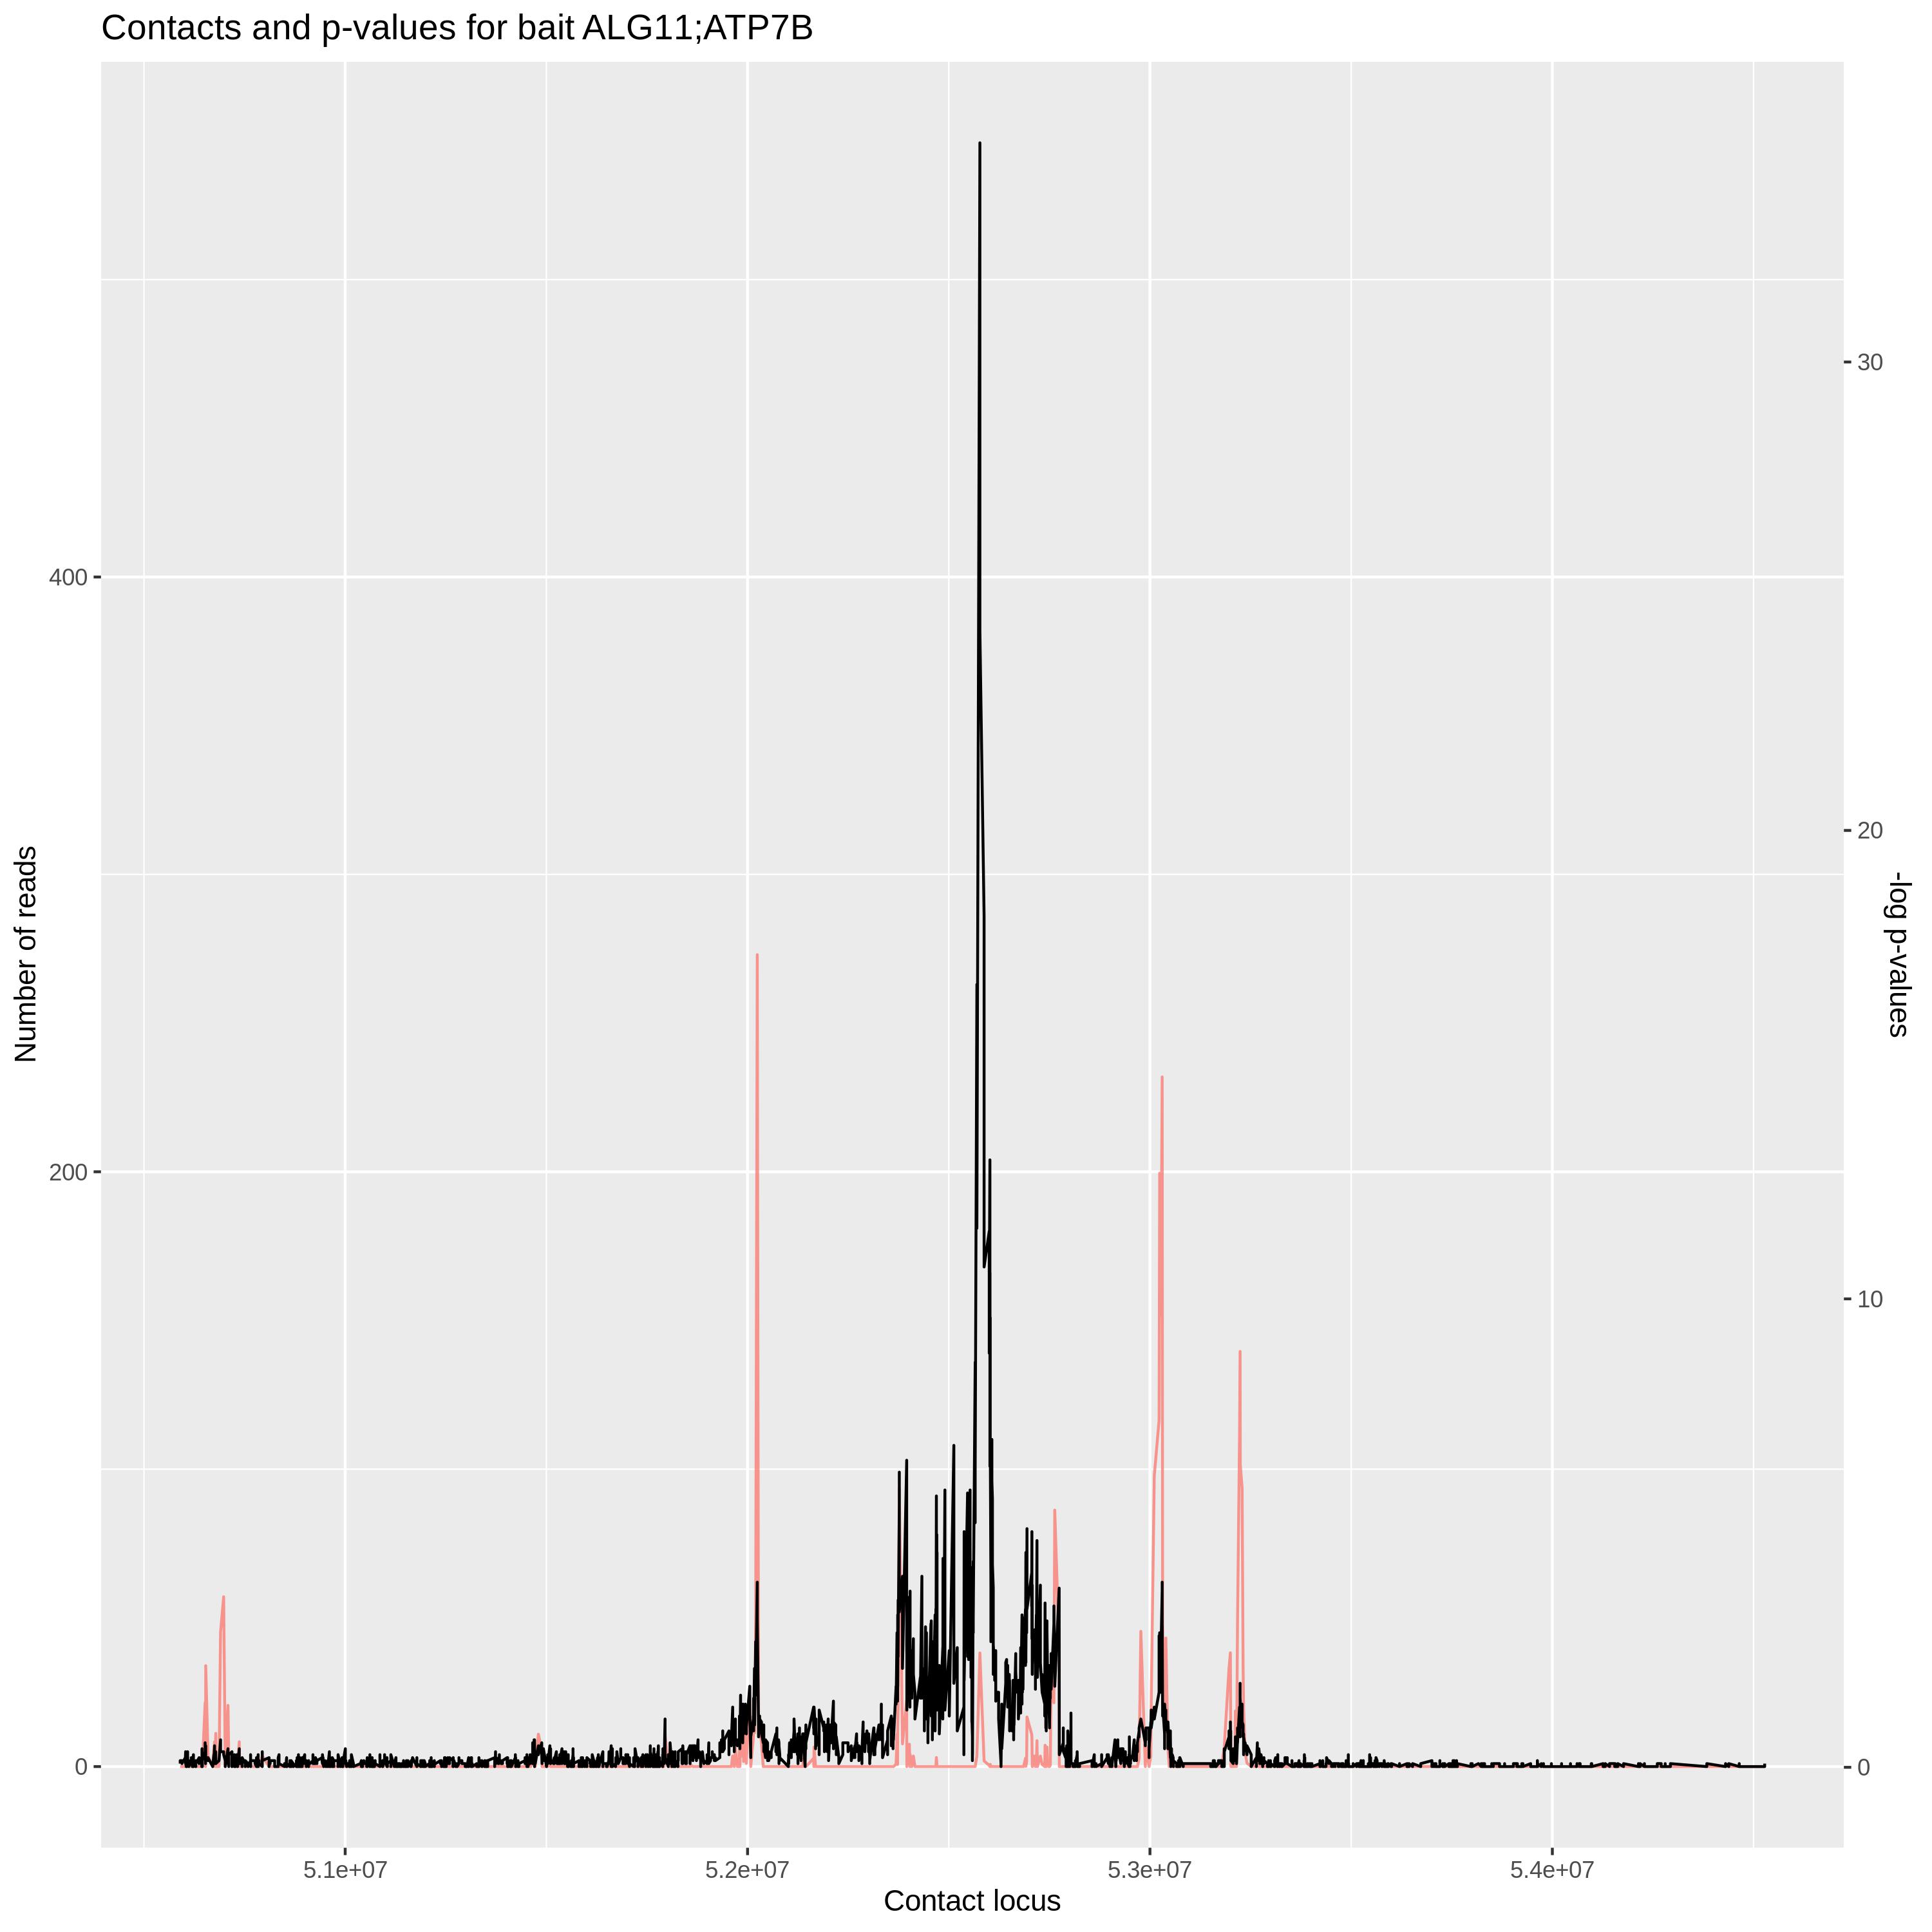 Contacts and p-values for bait ALG11;ATP7B
Number of reads
400
200
0
30
20
10
0
-log p-values
5.1e+07
5.2e+07
5.3e+07
5.4e+07
Contact locus